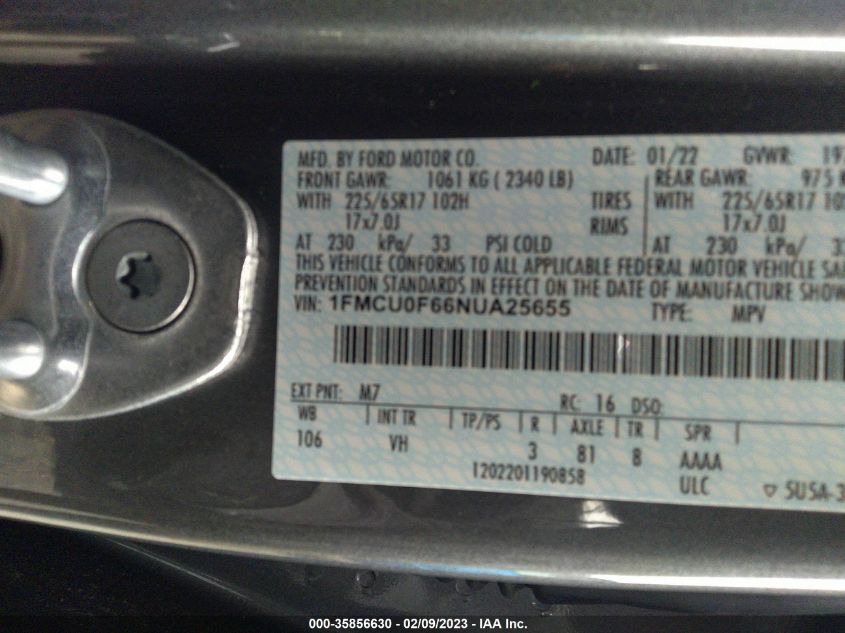 MFD. BY FORD MOTOR CO. DATE: 01/22 GVWR:
FRONT GAWR: 1061 KG ( 2340 LB) REAR GAWR: 975
WITH 225/65R17 102H TIRES WITH 225/65R17
17x7.0J RIMS 17x7.0J
AT 230 kPa/ 33 PSI COLD AT 230 kPa/
THIS VEHICLE CONFORMS TO ALL APPLICABLE FEDERAL MOTOR VEHICLE
PREVENTION STANDARDS IN EFFECT ON THE DATE OF MANUFACTURE
VIN: 1FMCU0F66NUA25655 TYPE: MPV
EXT PNT: M7 RC: 16 DSO:
WB INT TR TP/PS R AXLE TR SPR
106 VH 3 81 8 AAAA
1202201190858 ULC
000-35856630 - 02/09/2023 - IAA Inc.